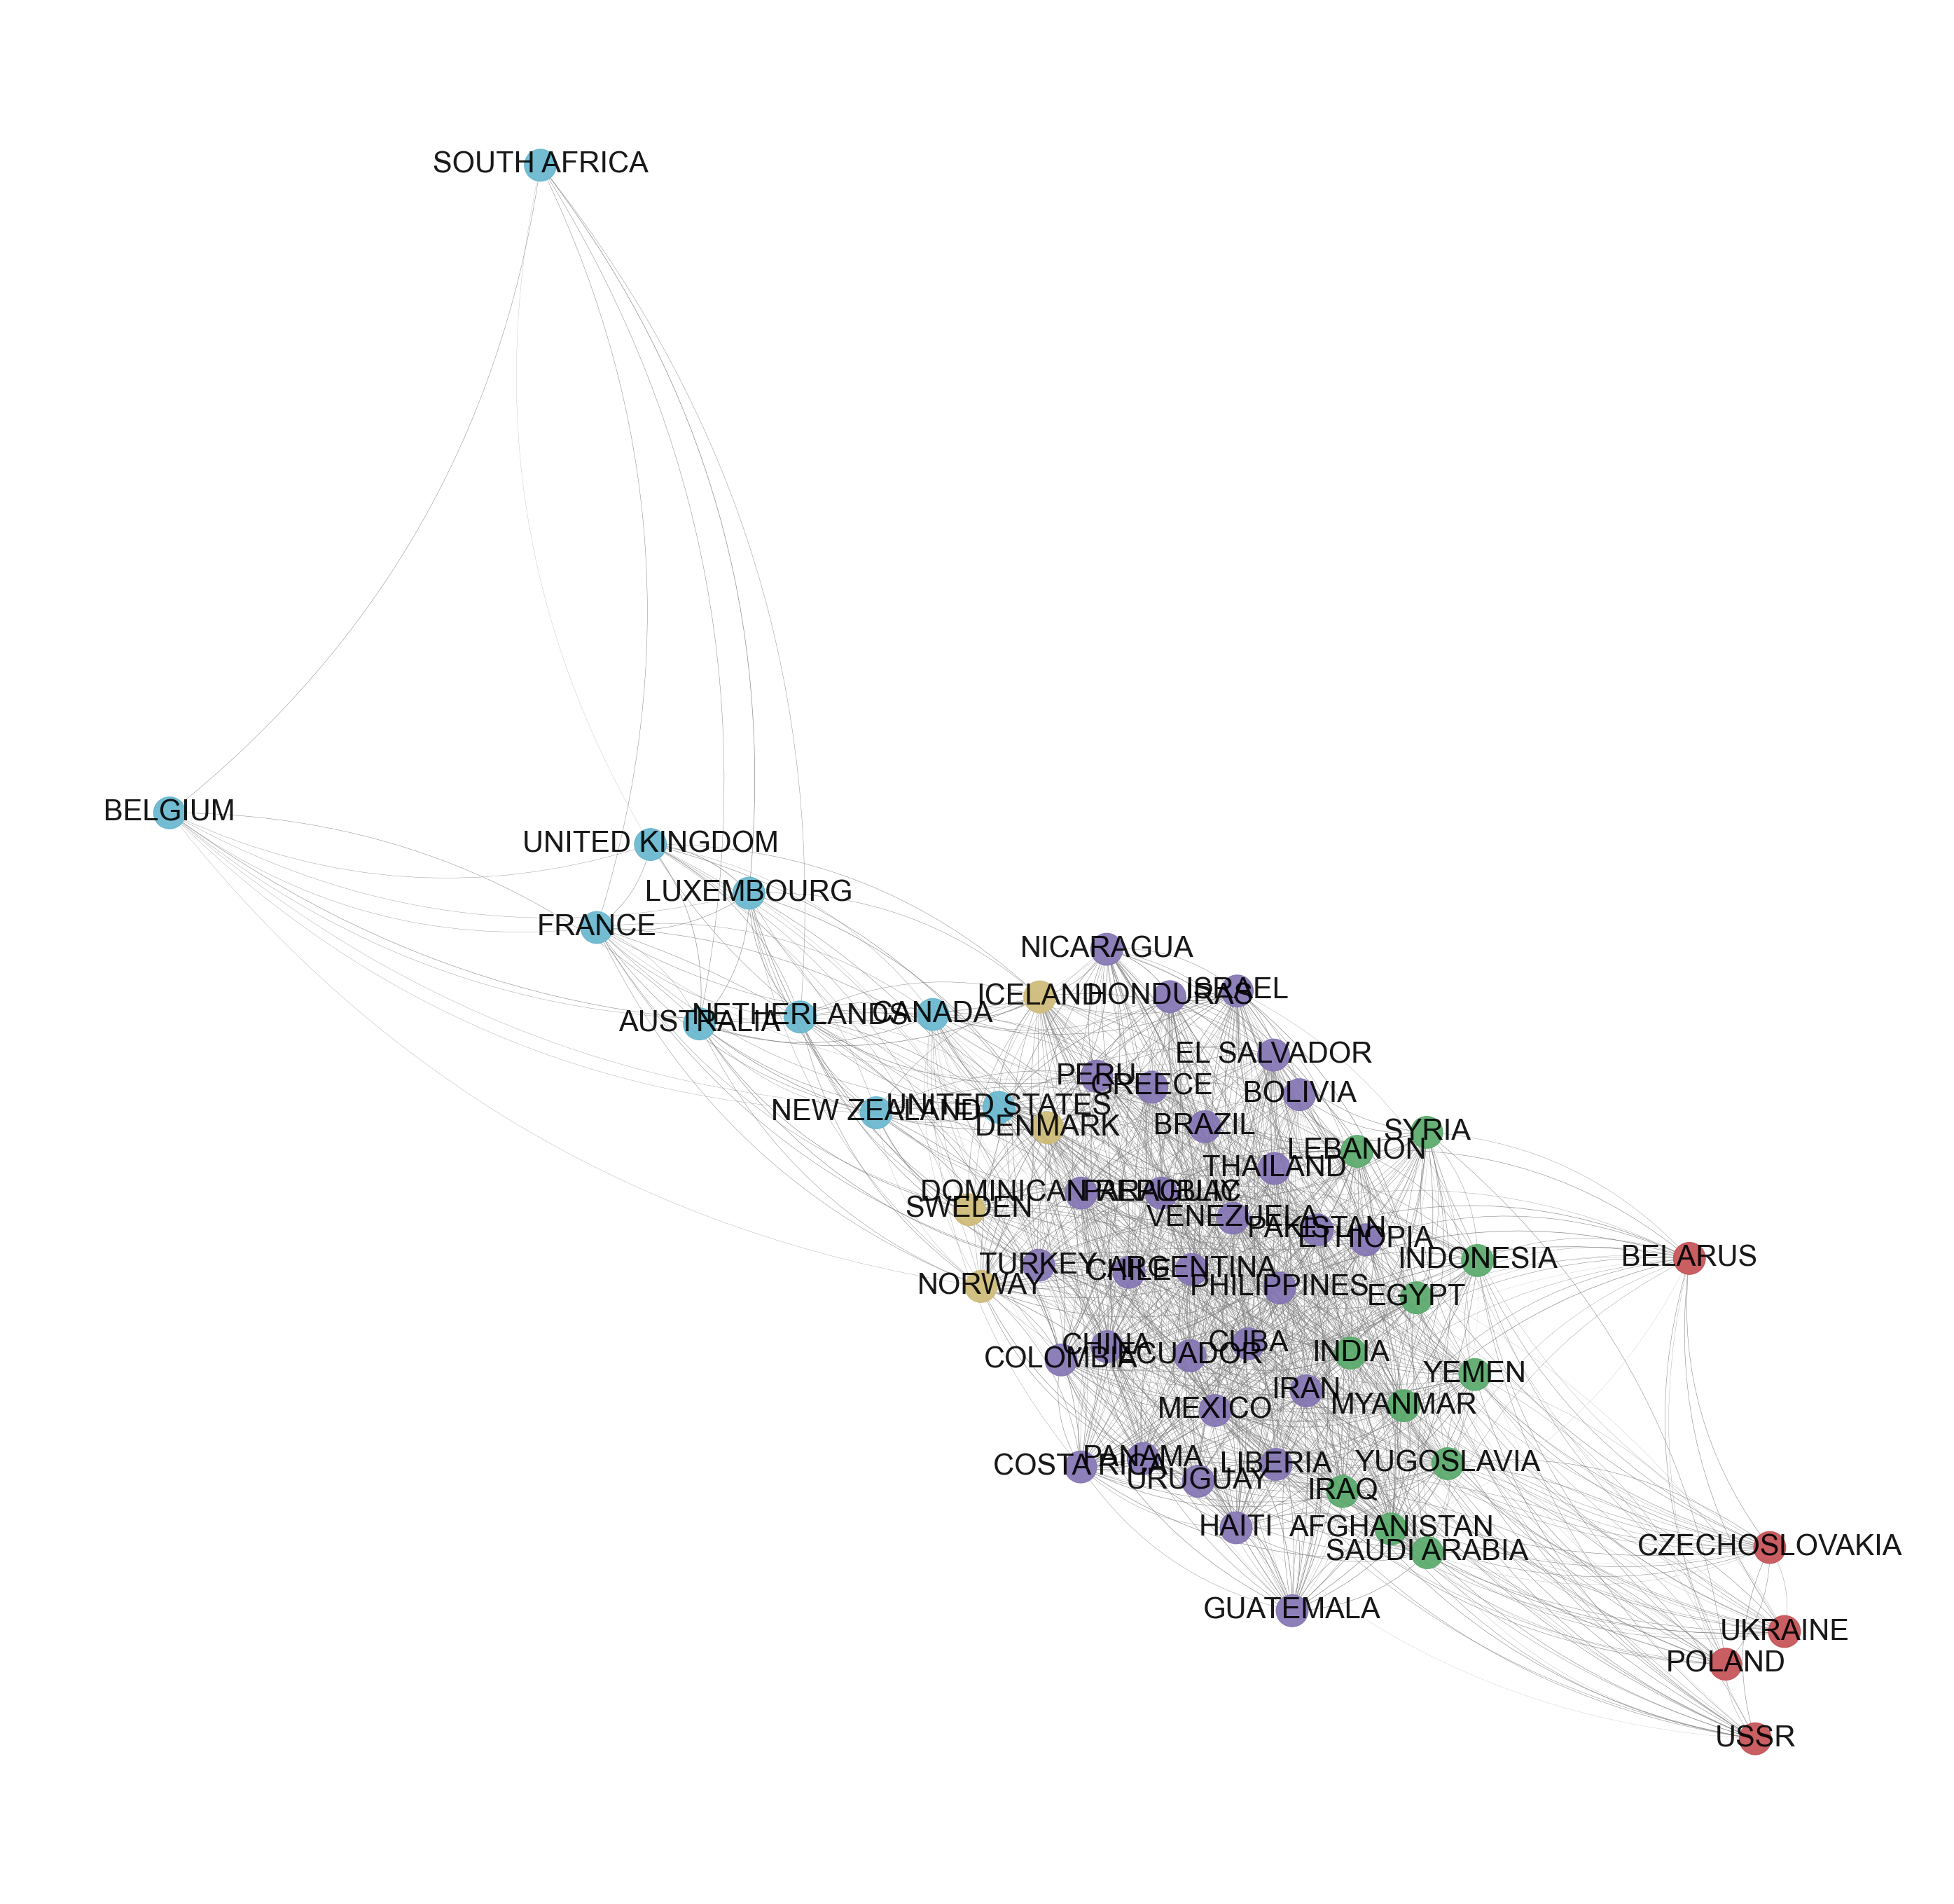 SOUTH AFRICA
BELGIUM
UNITED KINGDOM
LUXEMBOURG
FRANCE
NICARAGUA
ISRAEL
HONDURAS
ICELAND
CANADA
NETHERLANDS
AUSTRALIA
EL SALVADOR
PERU
GREECE
BOLIVIA
UNITED STATES
NEW ZEALAND
DENMARK
BRAZIL
SYRIA
LEBANON
THAILAND
DOMINICAN REPUBLIC
PARAGUAY
SWEDEN
VENEZUELA
PAKISTAN
ETHIOPIA
INDONESIA
BELARUS
TURKEY
CHILE
ARGENTINA
NORWAY
PHILIPPINES
EGYPT
CHINA
CUBA
COLOMBIA
ECUADOR
INDIA
YEMEN
IRAN
MEXICO
MYANMAR
PANAMA
COSTA RICA
LIBERIA
YUGOSLAVIA
URUGUAY
IRAQ
HAITI
AFGHANISTAN
SAUDI ARABIA
CZECHOSLOVAKIA
GUATEMALA
UKRAINE
POLAND
USSR